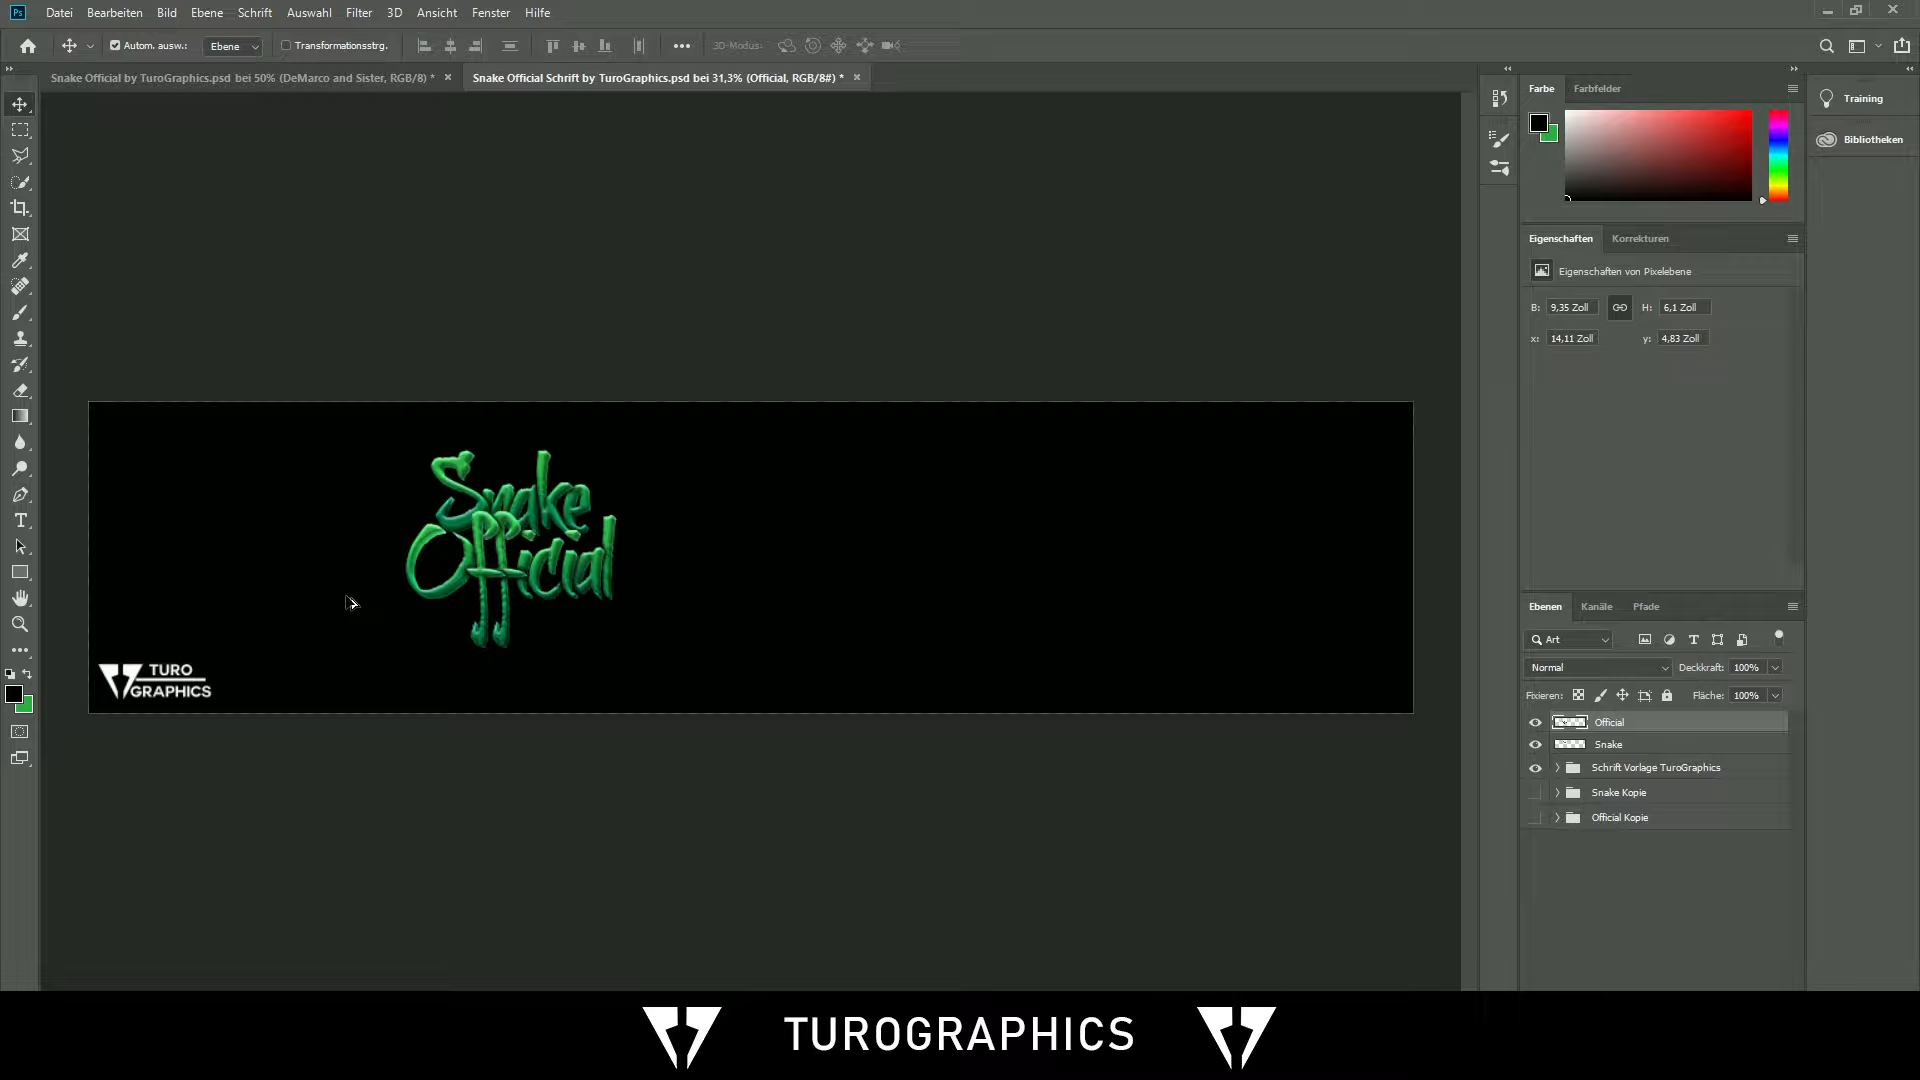 Ps Datei Bearbeiten Bild Ebene Schrift Auswahl Filter 3D Ansicht Fenster Hilfe
Autom. ausw.: Ebene Transformationsstrg. 3D-Modus:
Snake Official by TuroGraphics.psd bei 50% (DeMarco and Sister, RGB/8) * Snake Official Schrift by TuroGraphics.psd bei 31,3% (Official, RGB/8#) *
Farbe Farbfelder
Training
Bibliotheken
Eigenschaften Korrekturen
Eigenschaften von Pixelebene
B: 9,35 Zoll H: 6,1 Zoll
x: 14,11 Zoll y: 4,83 Zoll
Snake
Official
TURO
GRAPHICS
Ebenen Kanäle Pfade
Art
Normal Deckkraft: 100%
Fixieren: Fläche: 100%
Official
Snake
Schrift Vorlage TuroGraphics
Snake Kopie
Official Kopie
TUROGRAPHICS